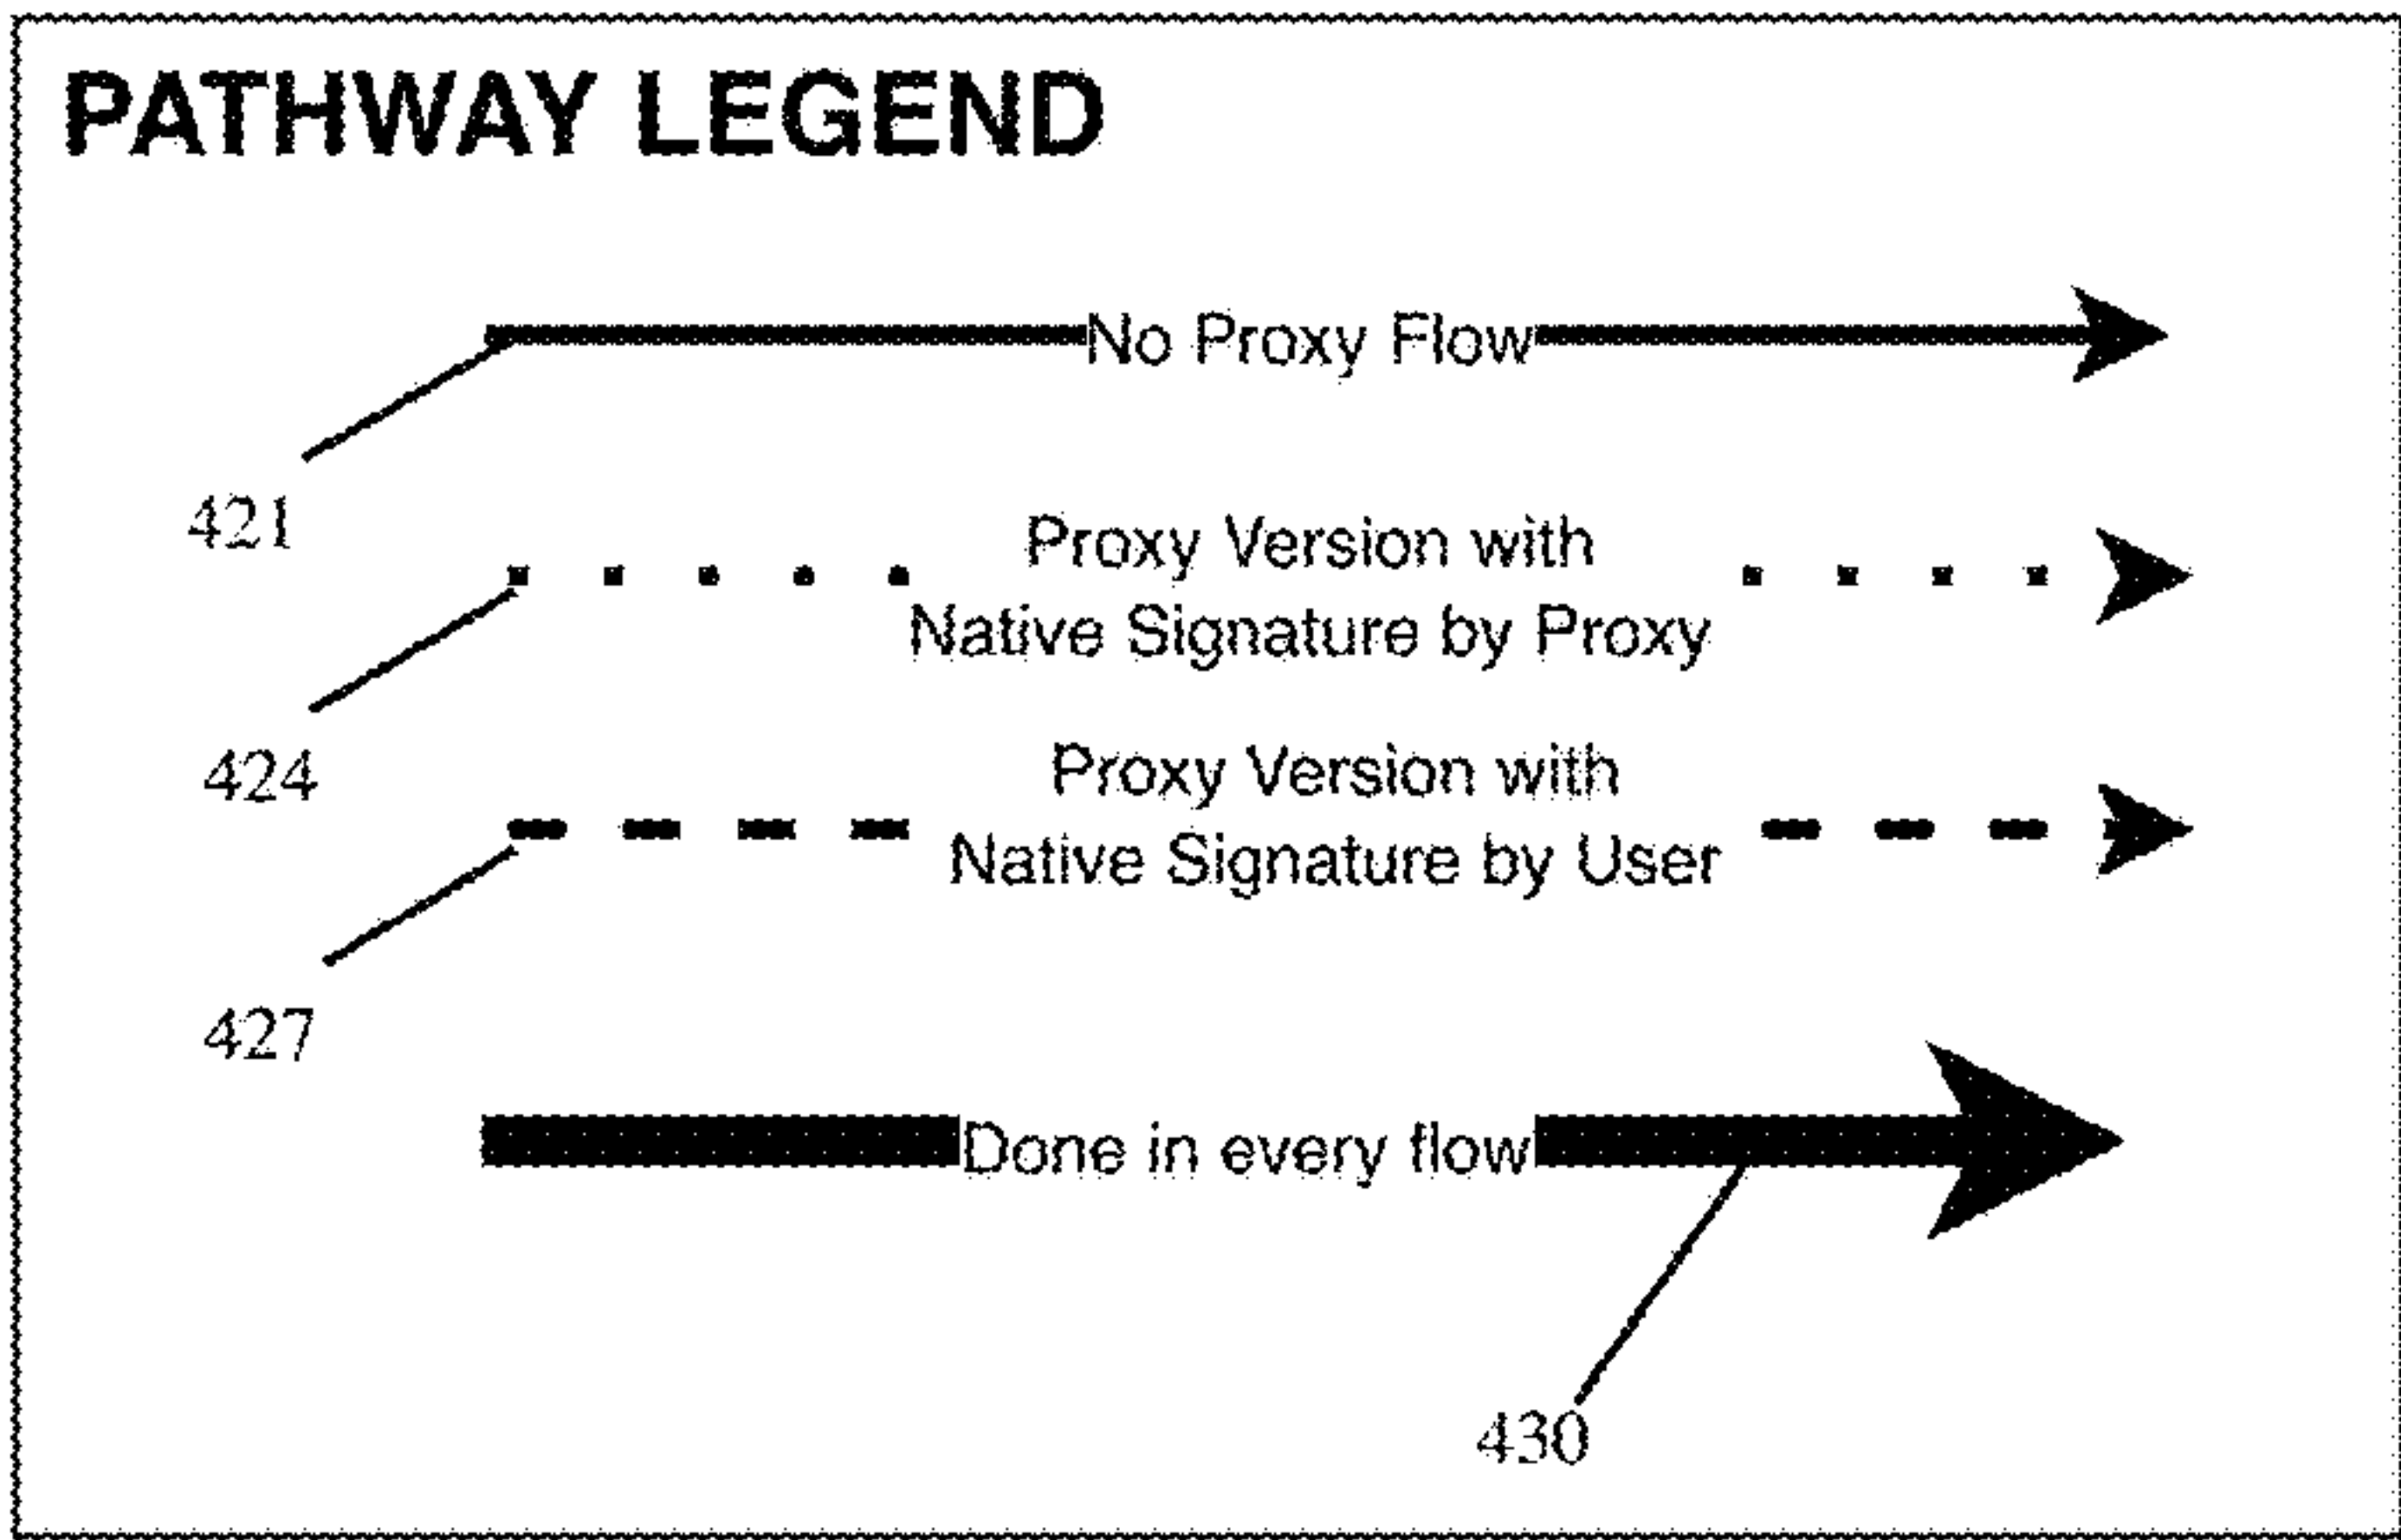 PATHWAY LEGEND
No Proxy Flow
421
Proxy Version with
Native Signature by Proxy
424
Proxy Version with
Native Signature by User
427
Done in every flow
430